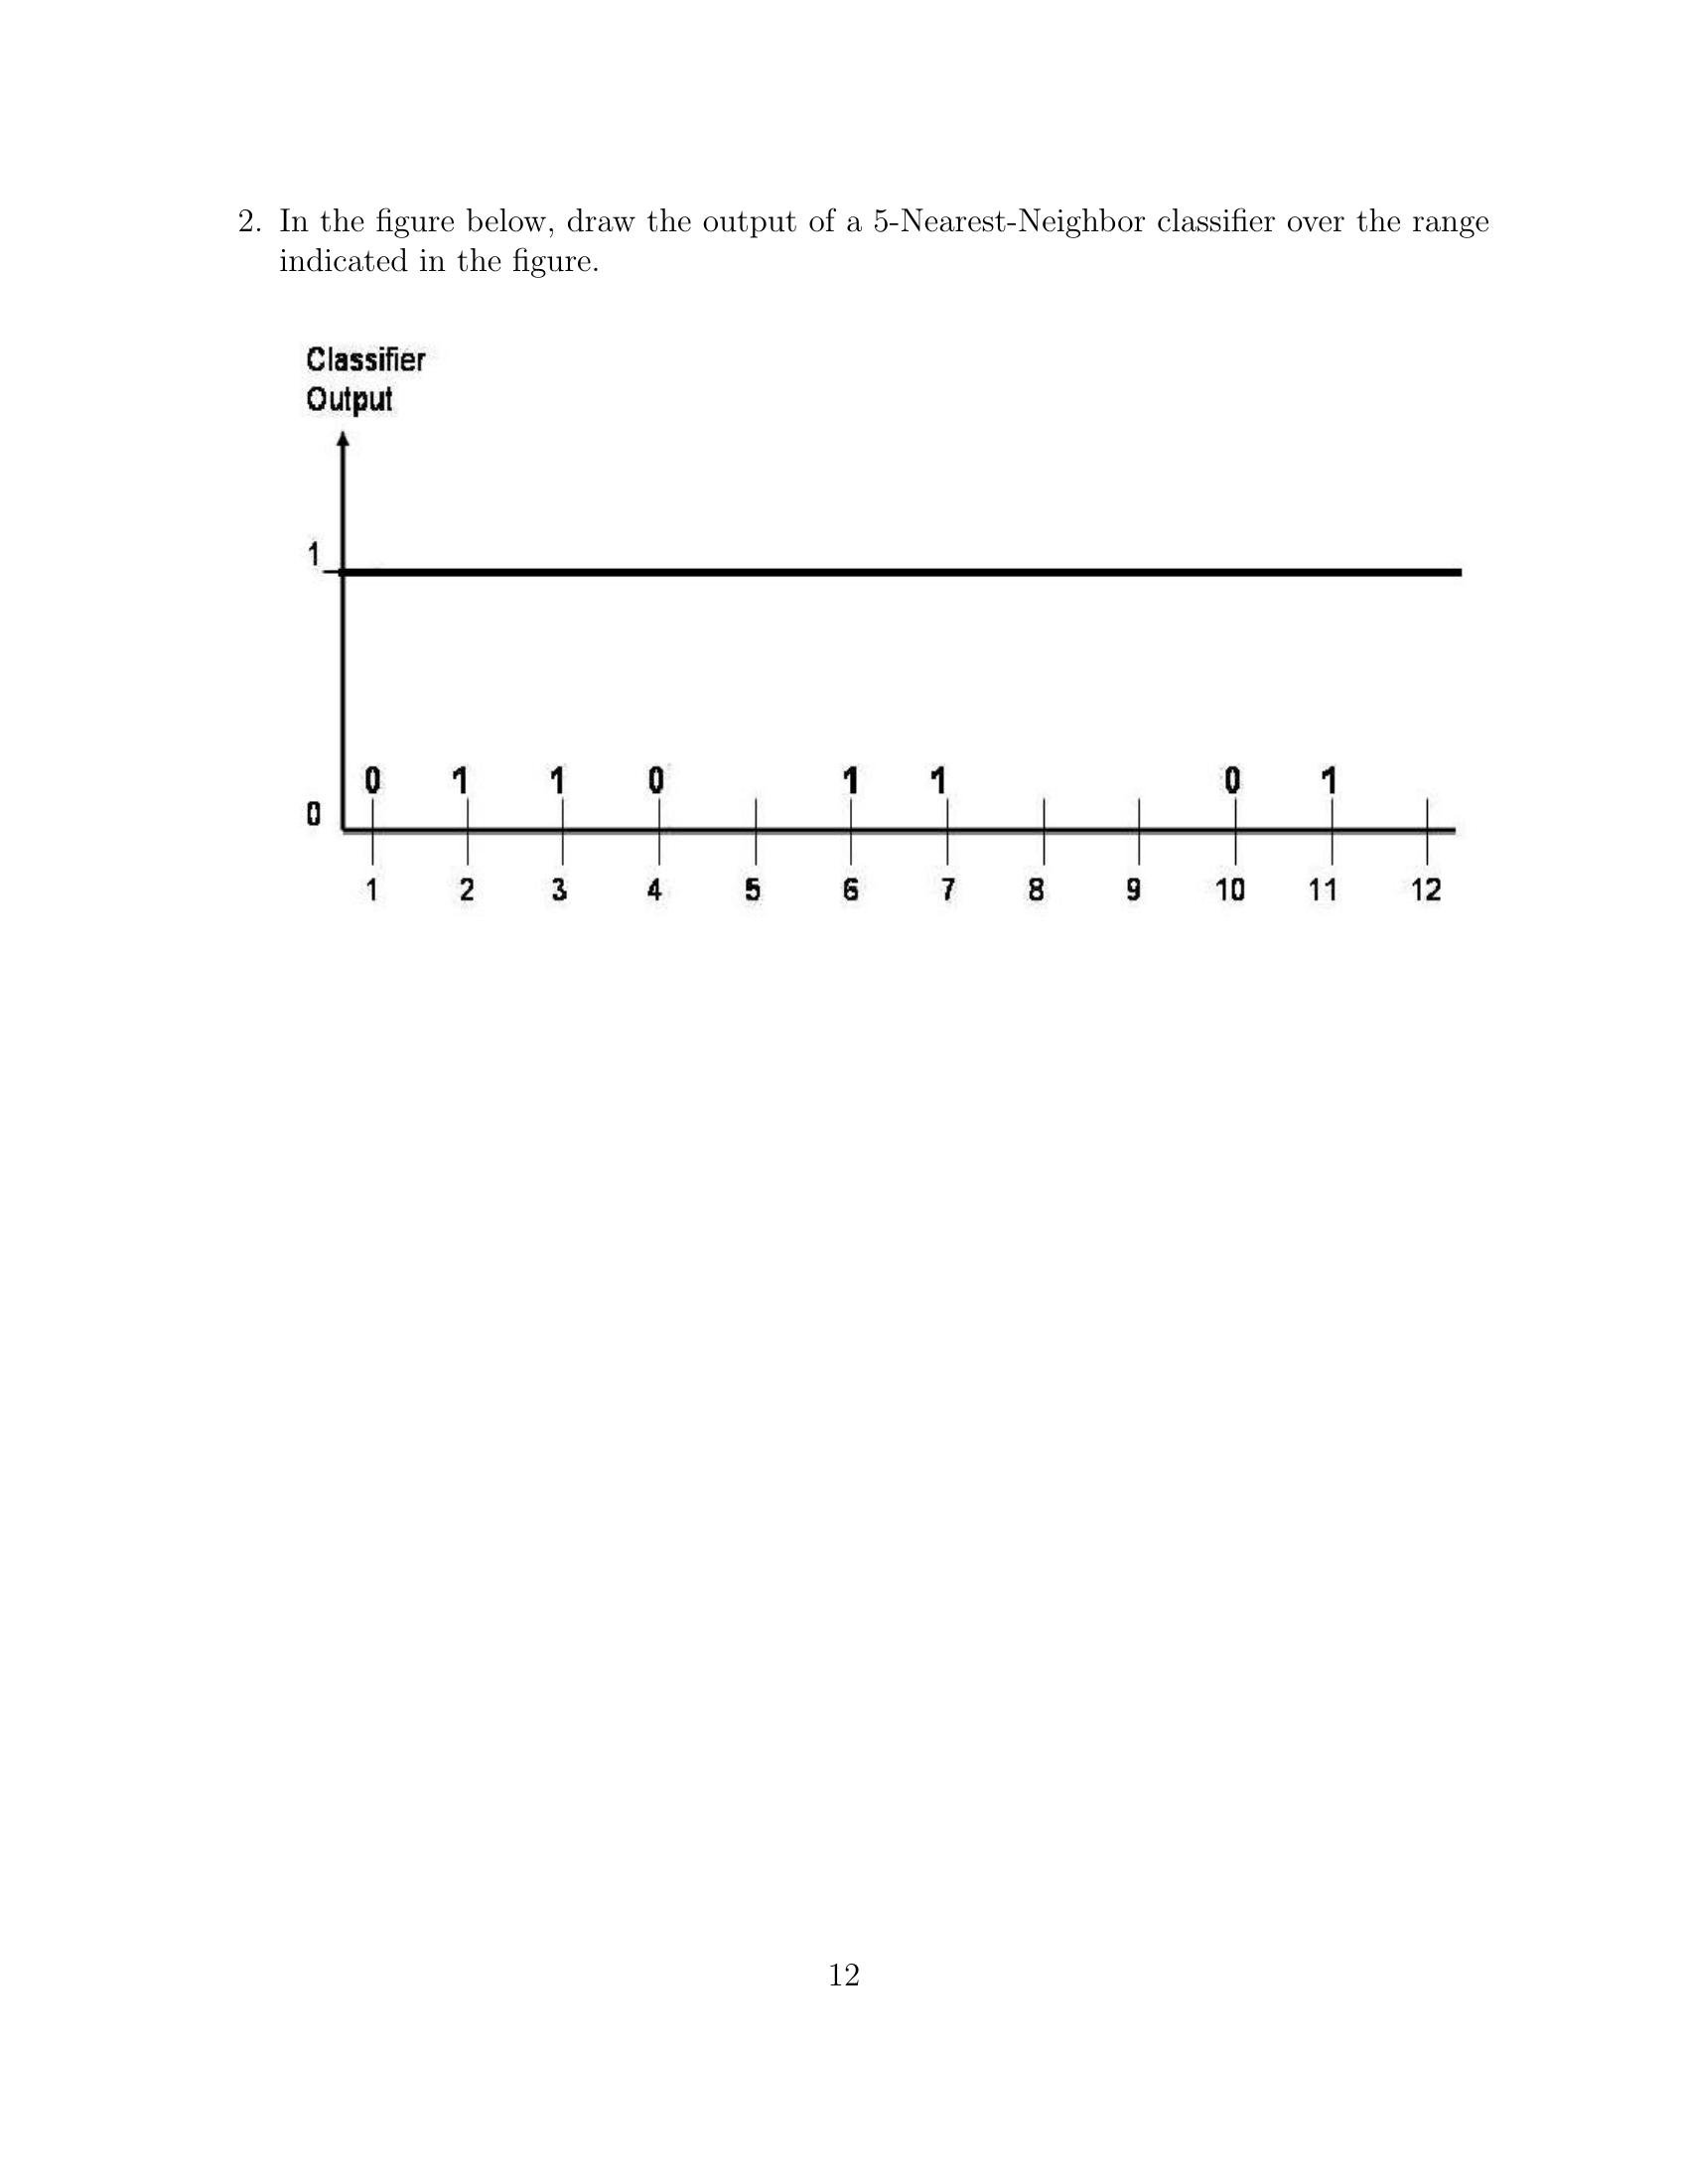 2. In the figure below, draw the output of a 5-Nearest-Neighbor classifier over the range
indicated in the figure.
Classifier
Output
1
0 1 1 0 1 1 0 1
0
1 2 3 4 5 6 7 8 9 10 11 12
12